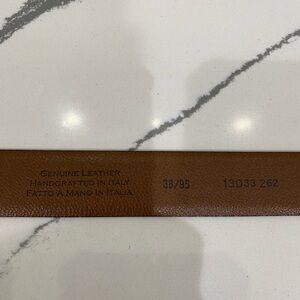 GENUINE LEATHER
HANDCRAFTED IN ITALY
FATTO A MANO IN ITALIA
38/95
13D33 262